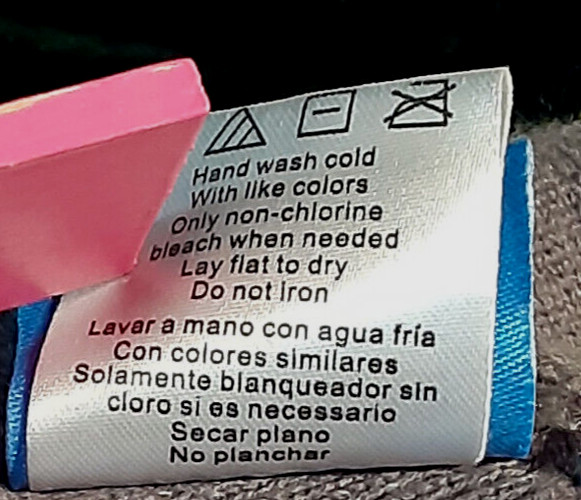 Hand wash cold
With like colors
Only non-chlorine
bleach when needed
Lay flat to dry
Do not Iron
Lavar a mano con agua fría
Con colores similares
Solamente blanqueador sin
cloro si es necessario
Secar plano
No planchar